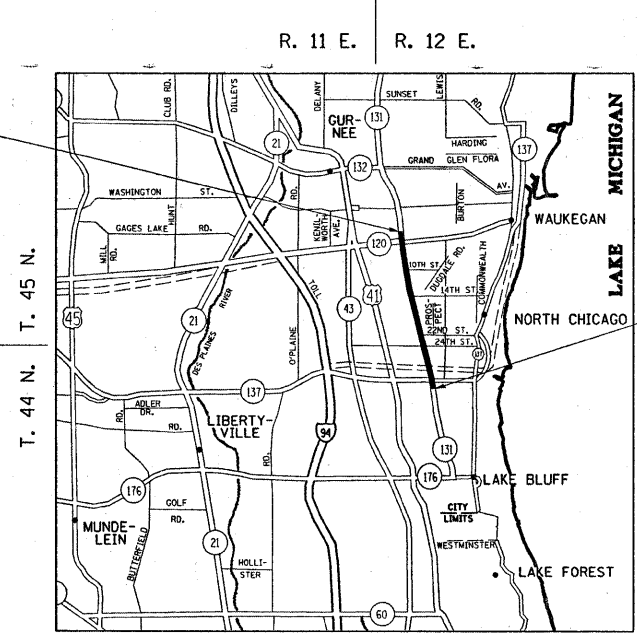 R. 11 E. R. 12 E.
CLUB RD.
DILLEYS
DELANY
LEWIS
SUNSET
RD.
131
GUR-
NEE
21
HARDING
137
GLEN FLORA
132
GRAND
AV.
LAKE MICHIGAN
WASHINGTON ST.
RD.
BURTON
WAUKEGAN
HUNT
GAGES LAKE RD.
KENIL-
WORTH
AVE.
MILL
RD.
120
DUGDALE RD.
COMMONWEALTH
10TH ST.
14TH ST.
T. 45 N.
TOLL
41
RIVER
DES PLAINES
43
45
21
PROS-
PECT
NORTH CHICAGO
22ND ST.
24TH ST.
O'PLAINE
137
T. 44 N.
137
ADLER
DR.
RD.
RD.
LIBERTY-
VILLE
94
RD.
131
176
176
LAKE BLUFF
GOLF
RD.
CITY
LIMITS
MUNDE-
LEIN
BUTTERFIELD
21
WESTMINSTER
HOLLI-
STER
LAKE FOREST
60